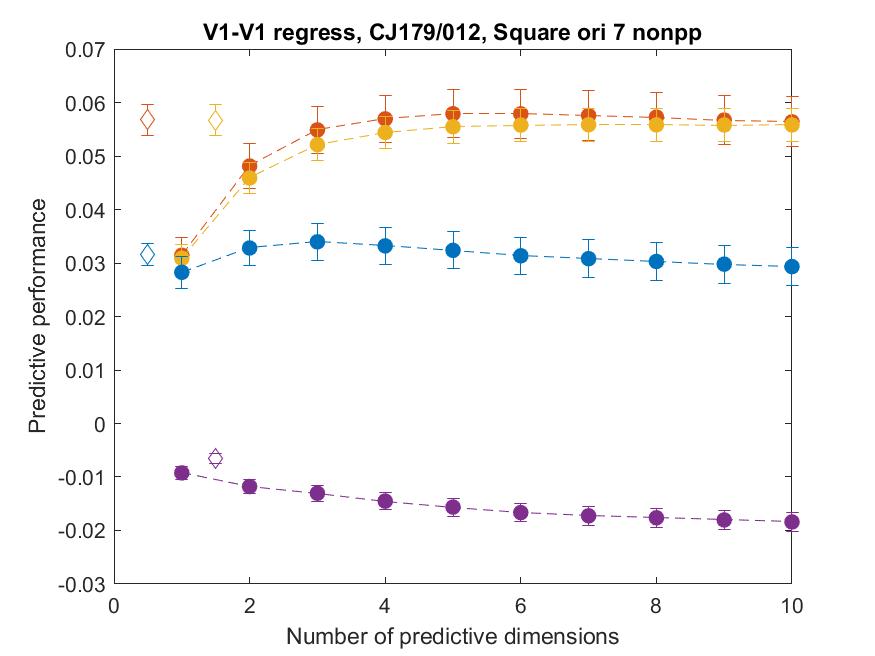 V1-V1 regress, CJ179/012, Square ori 7 nonpp
0.07
0.06
0.05
0.04
0.03
0.02
0.01
0
-0.01
-0.02
-0.03
Predictive performance
0 2 4 6 8 10
Number of predictive dimensions